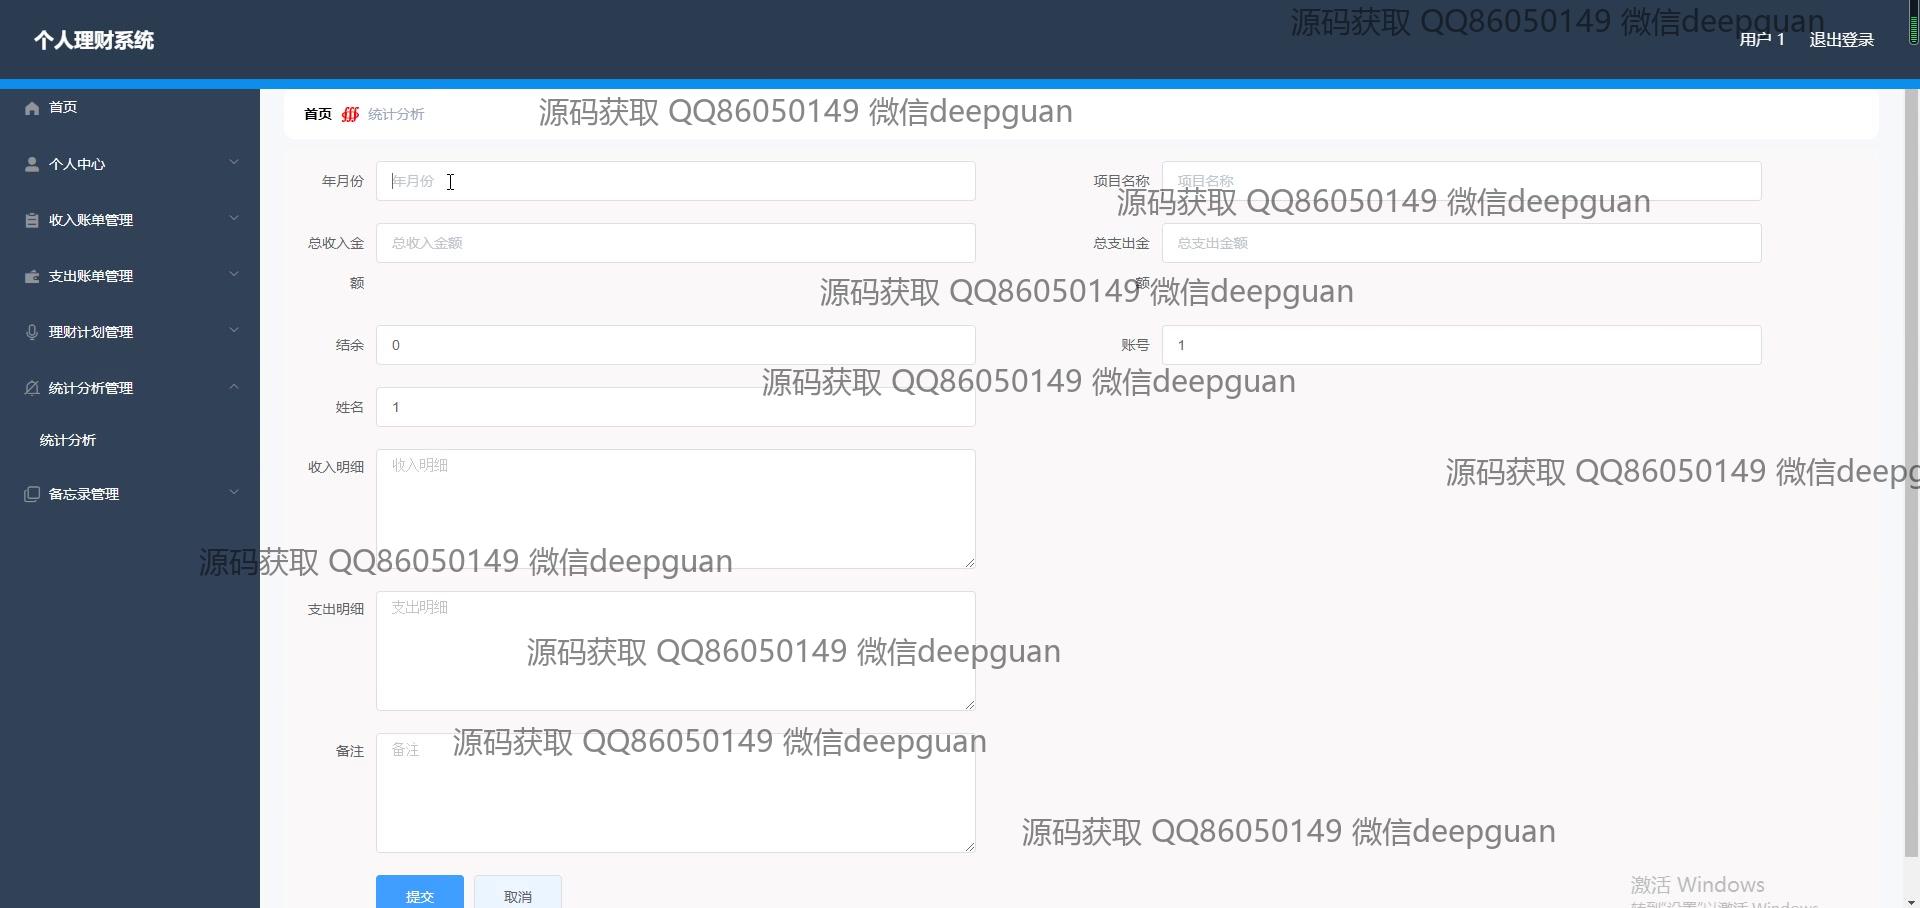 源码获取 QQ86050149 微信deepguan
个人理财系统
用户 1 退出登录
首页
首页 统计分析
源码获取 QQ86050149 微信deepguan
个人中心
年月份 年月份
项目名称 项目名称
源码获取 QQ86050149 微信deepguan
收入账单管理
总收入金额 总收入金额
总支出金额 总支出金额
支出账单管理
源码获取 QQ86050149 微信deepguan
理财计划管理
结余 0
账号 1
统计分析管理
源码获取 QQ86050149 微信deepguan
姓名 1
统计分析
收入明细 收入明细
源码获取 QQ86050149 微信deepg
备忘录管理
源码获取 QQ86050149 微信deepguan
支出明细 支出明细
源码获取 QQ86050149 微信deepguan
备注 备注
源码获取 QQ86050149 微信deepguan
源码获取 QQ86050149 微信deepguan
激活 Windows
提交 取消